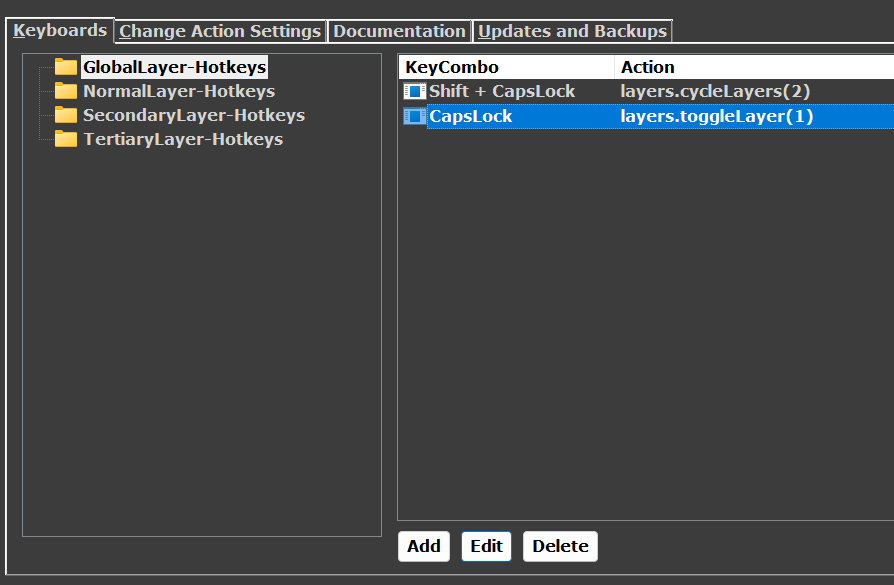 Keyboards Change Action Settings Documentation Updates and Backups
GlobalLayer-Hotkeys
NormalLayer-Hotkeys
SecondaryLayer-Hotkeys
TertiaryLayer-Hotkeys
KeyCombo Action
Shift + CapsLock layers.cycleLayers(2)
CapsLock layers.toggleLayer(1)
Add Edit Delete